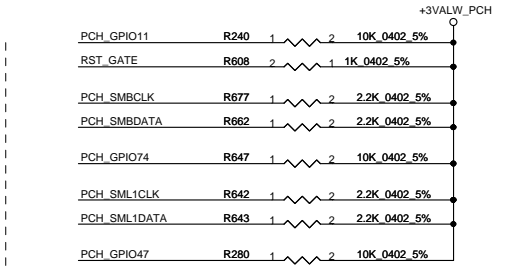 +3VALW_PCH
PCH_GPIO11 R240 1 2 10K_0402_5%
RST_GATE R608 2 1 1K_0402_5%
PCH_SMBCLK R677 1 2 2.2K_0402_5%
PCH_SMBDATA R662 1 2 2.2K_0402_5%
PCH_GPIO74 R647 1 2 10K_0402_5%
PCH_SML1CLK R642 1 2 2.2K_0402_5%
PCH_SML1DATA R643 1 2 2.2K_0402_5%
PCH_GPIO47 R280 1 2 10K_0402_5%